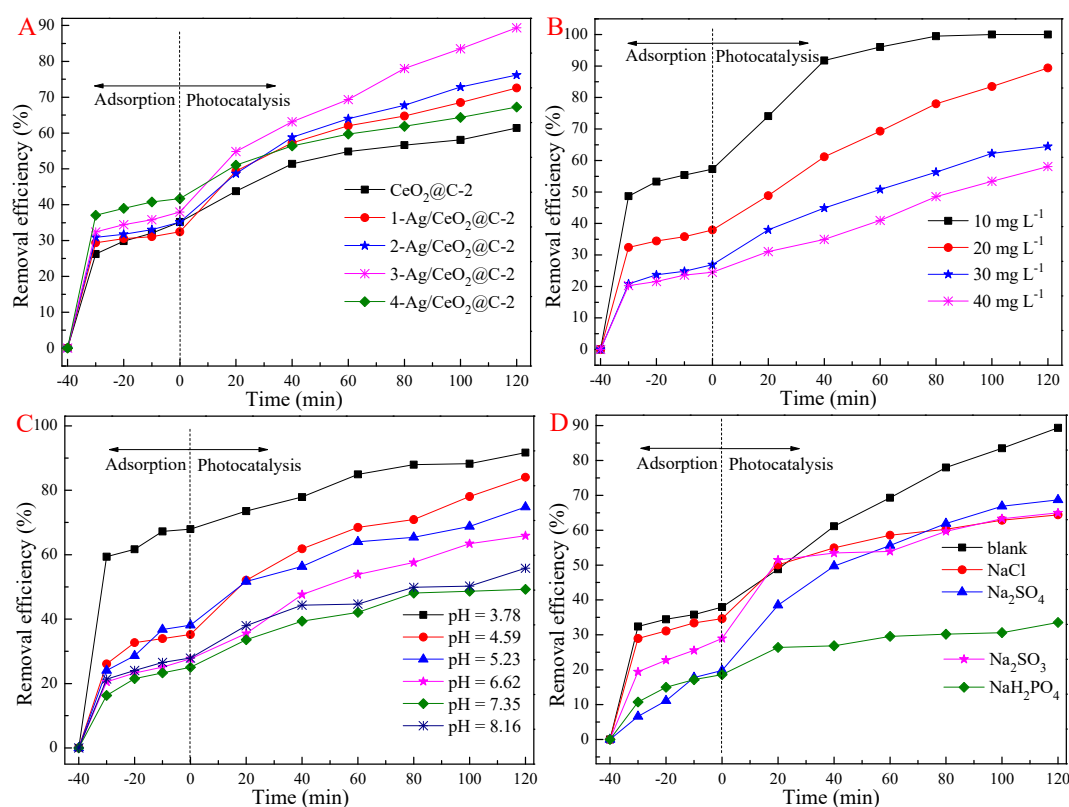 A
Removal efficiency (%)
90
80
70
60
50
40
30
20
10
0
Adsorption
Photocatalysis
CeO₂@C-2
1-Ag/CeO₂@C-2
2-Ag/CeO₂@C-2
3-Ag/CeO₂@C-2
4-Ag/CeO₂@C-2
-40 -20 0 20 40 60 80 100 120
Time (min)
B
Removal efficiency (%)
100
90
80
70
60
50
40
30
20
10
0
Adsorption
Photocatalysis
10 mg L⁻¹
20 mg L⁻¹
30 mg L⁻¹
40 mg L⁻¹
-40 -20 0 20 40 60 80 100 120
Time (min)
C
Removal efficiency (%)
100
80
60
40
20
0
Adsorption
Photocatalysis
pH = 3.78
pH = 4.59
pH = 5.23
pH = 6.62
pH = 7.35
pH = 8.16
-40 -20 0 20 40 60 80 100 120
Time (min)
D
Removal efficiency (%)
90
80
70
60
50
40
30
20
10
0
Adsorption
Photocatalysis
blank
NaCl
Na₂SO₄
Na₂SO₃
NaH₂PO₄
-40 -20 0 20 40 60 80 100 120
Time (min)